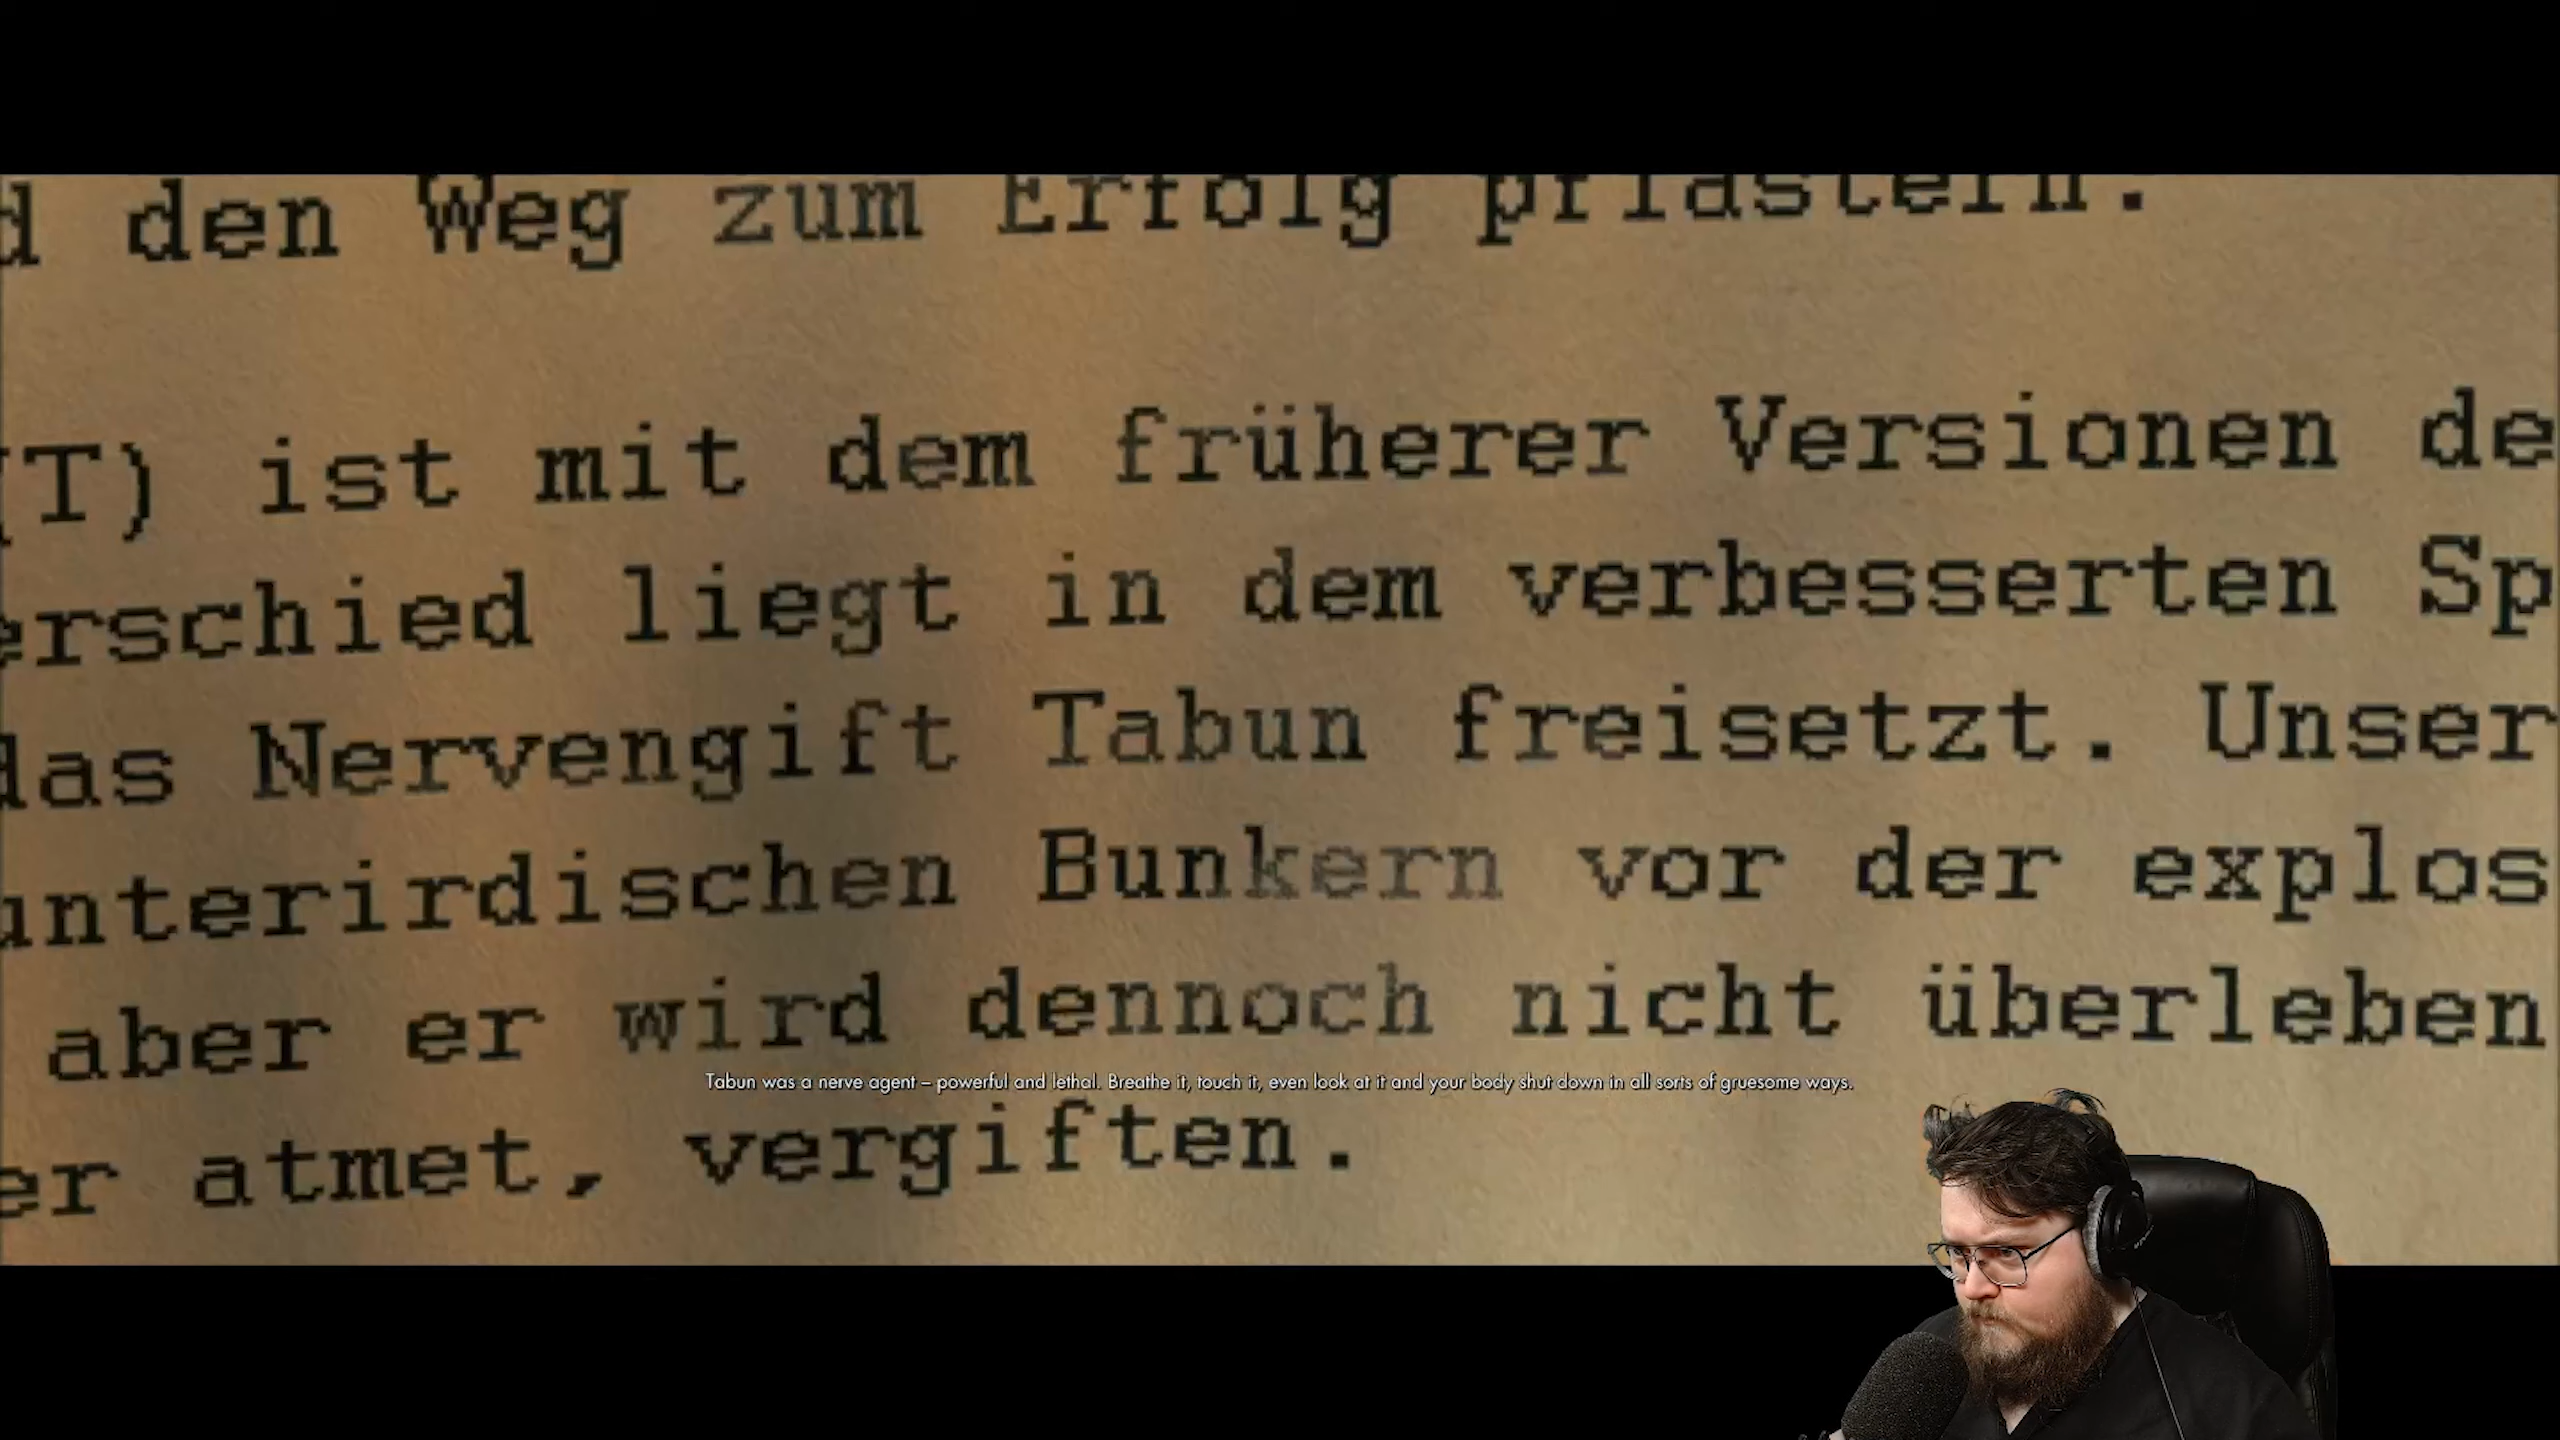 d den Weg zum Erfolg pflastern.
(T) ist mit dem früherer Versionen de
erschied liegt in dem verbesserten Sp
das Nervengift Tabun freisetzt. Unser
unterirdischen Bunkern vor der explos
aber er wird dennoch nicht überleben
Tabun was a nerve agent – powerful and lethal. Breathe it, touch it, even look at it and your body shut down in all sorts of gruesome ways.
er atmet, vergiften.